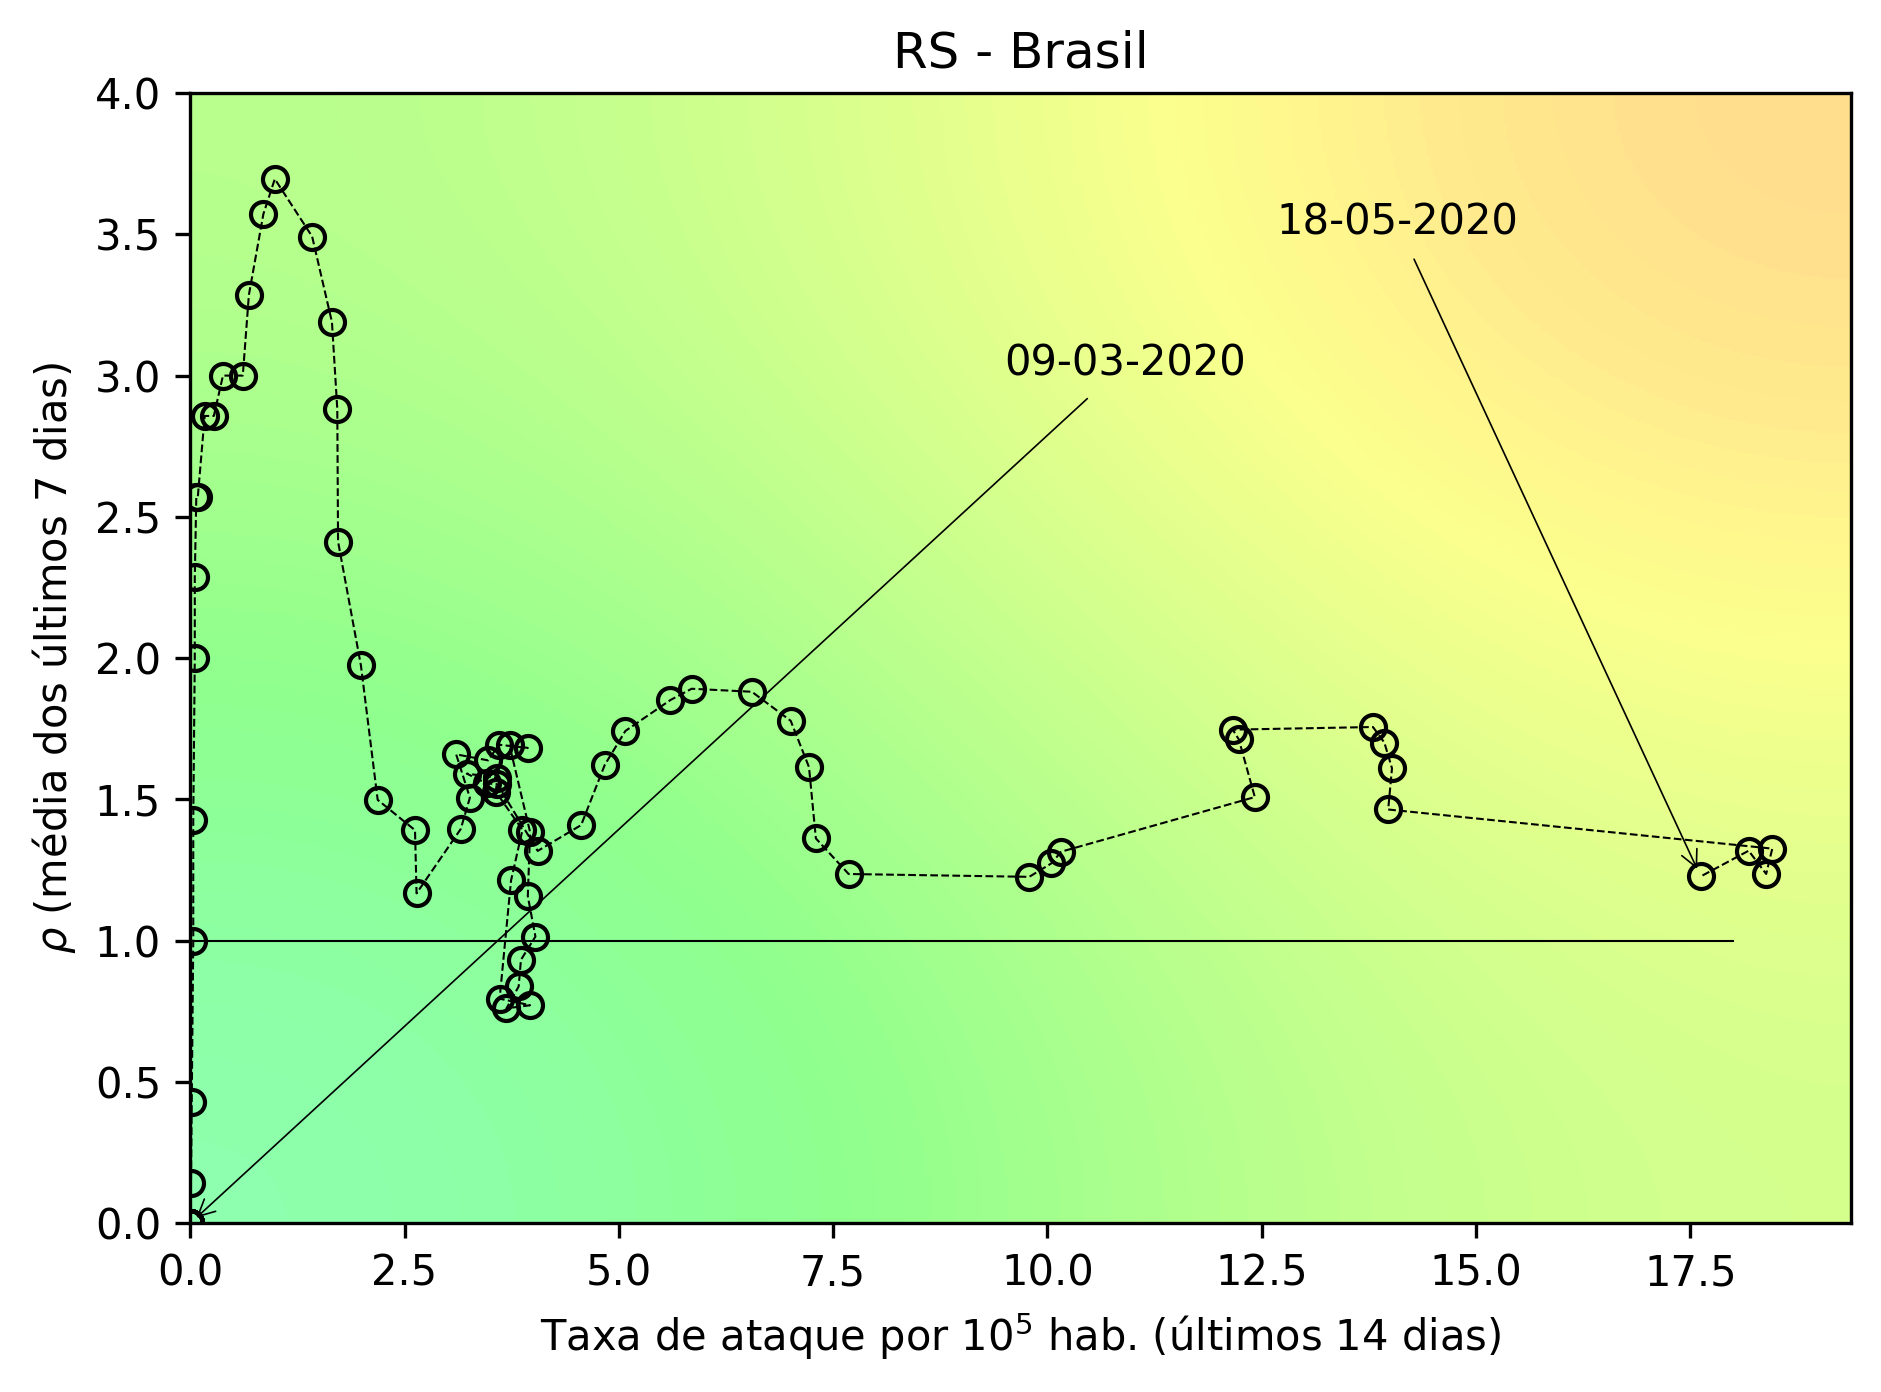 RS - Brasil
4.0
3.5
3.0
2.5
2.0
1.5
1.0
0.5
0.0
ρ (média dos últimos 7 dias)
18-05-2020
09-03-2020
0.0 2.5 5.0 7.5 10.0 12.5 15.0 17.5
Taxa de ataque por 10⁵ hab. (últimos 14 dias)